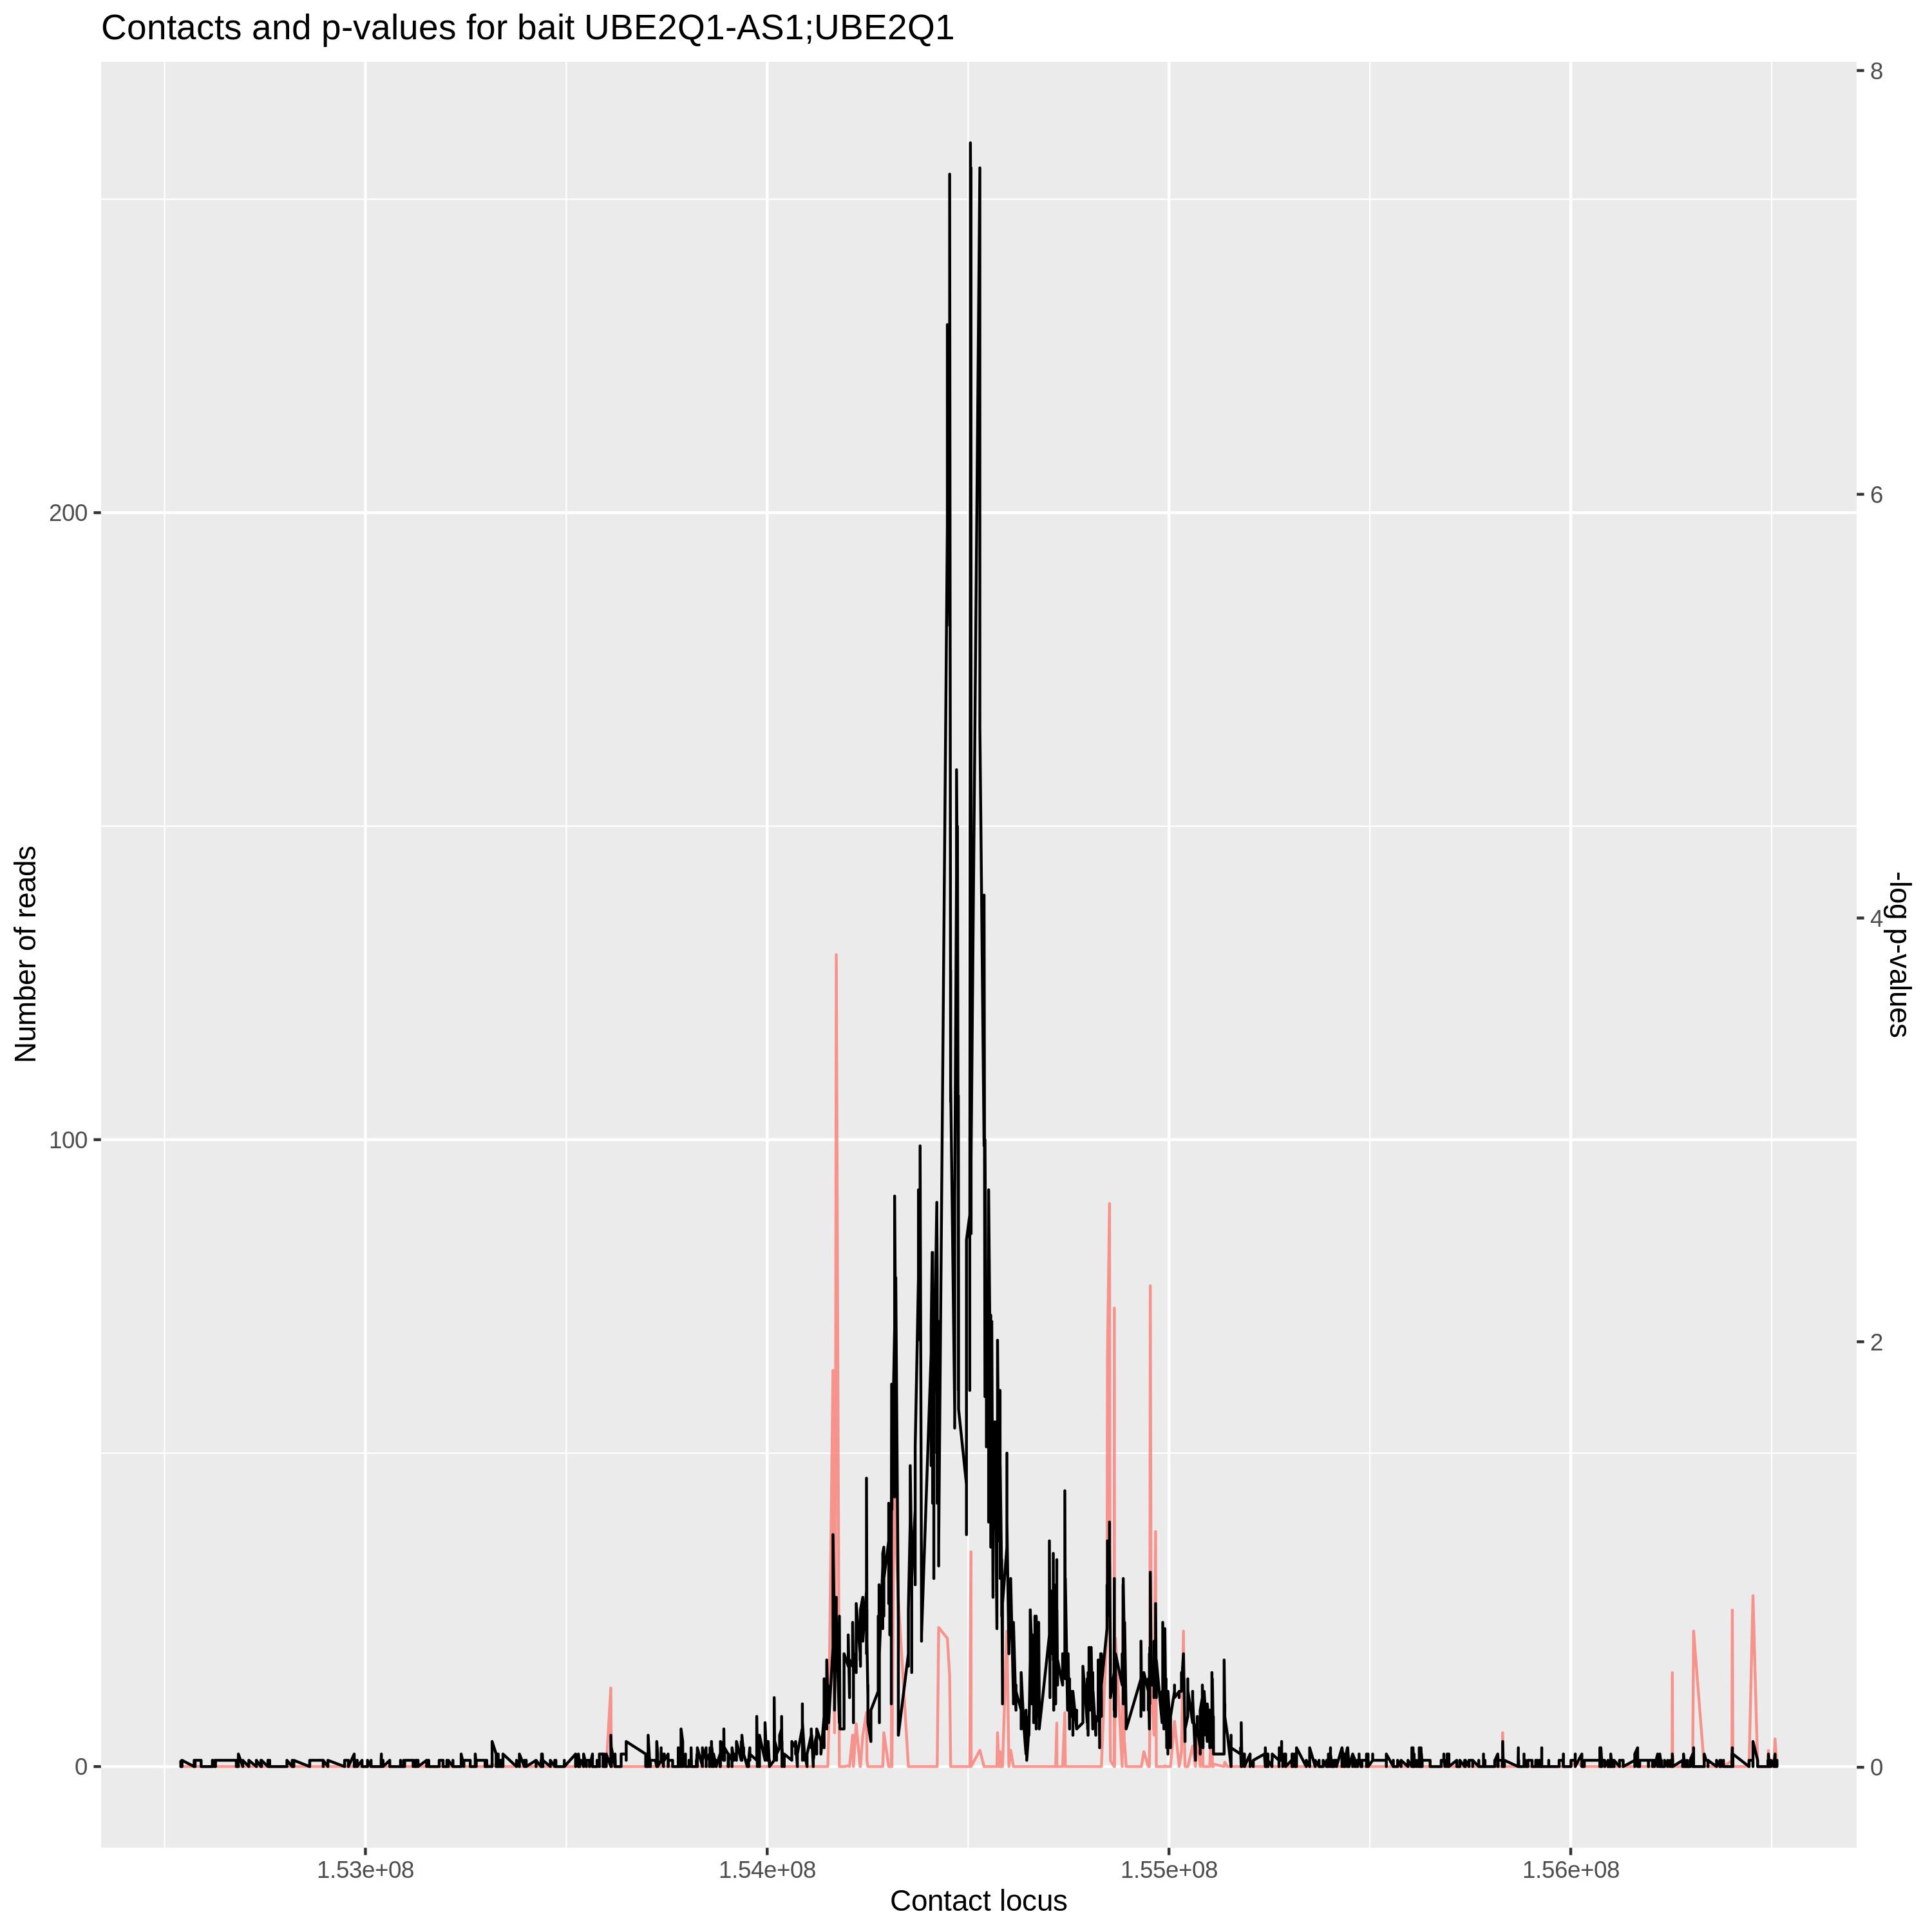 Contacts and p-values for bait UBE2Q1-AS1;UBE2Q1
Number of reads
200
100
0
8
6
4
2
0
-log p-values
1.53e+08
1.54e+08
1.55e+08
1.56e+08
Contact locus